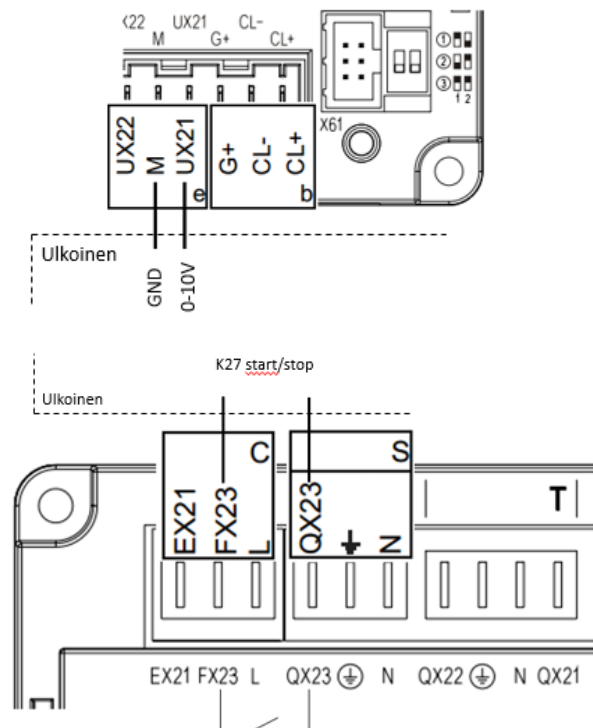 UX21 CL-
M G+ CL+
UX22 M UX21 e
G+ CL- CL+ b
X61
1
2
3
1 2
Ulkoinen
GND
0-10V
K27 start/stop
Ulkoinen
EX21 FX23 L C
QX23 N S
T
EX21 FX23 L QX23 N QX22 N QX21